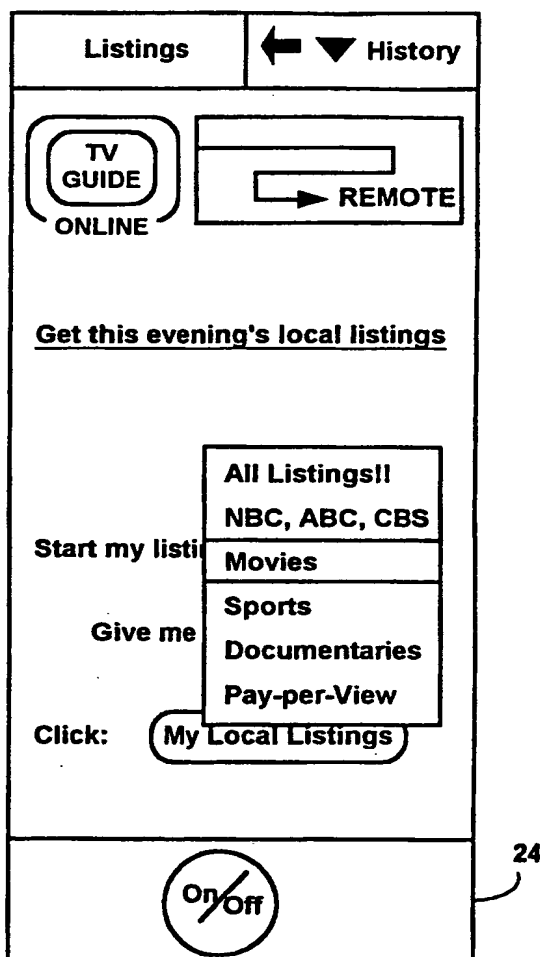 Listings
History
TV
GUIDE
ONLINE
REMOTE
Get this evening's local listings
All Listings!!
NBC, ABC, CBS
Start my listi
Movies
Sports
Give me
Documentaries
Pay-per-View
Click:
My Local Listings
24
On/Off